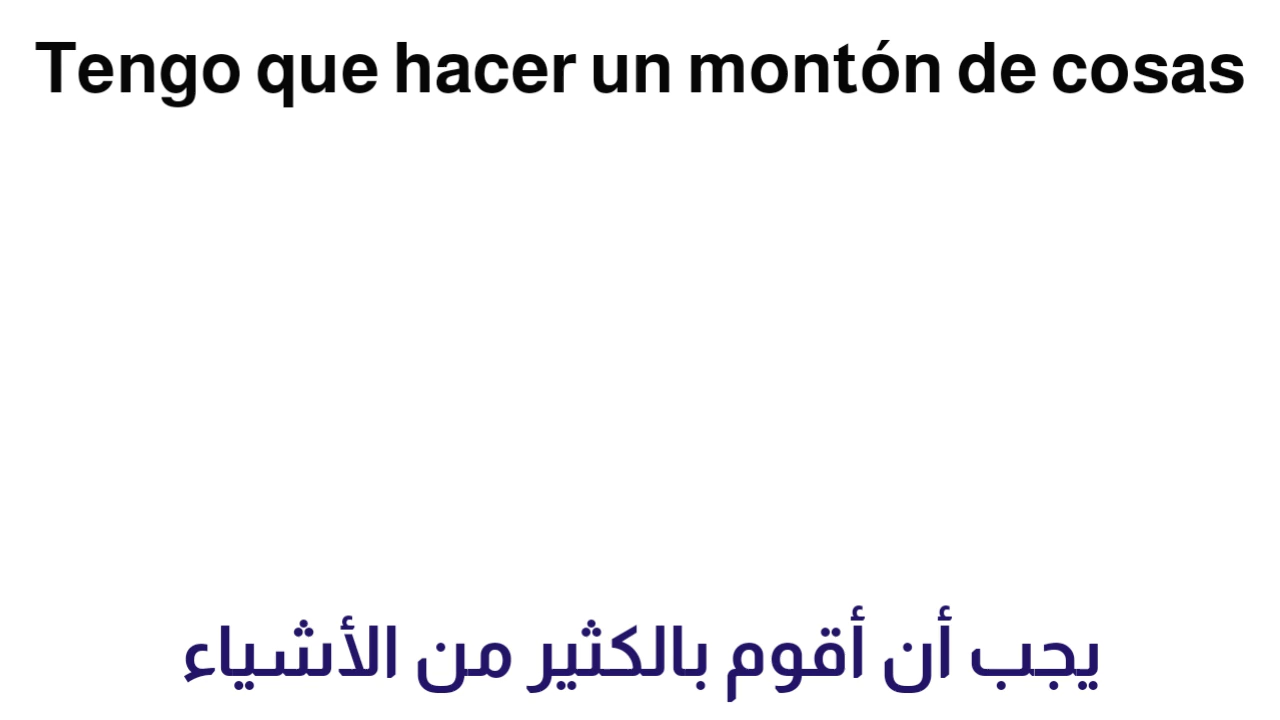 Tengo que hacer un montón de cosas
يجب أن أقوم بالكثير من الأشياء